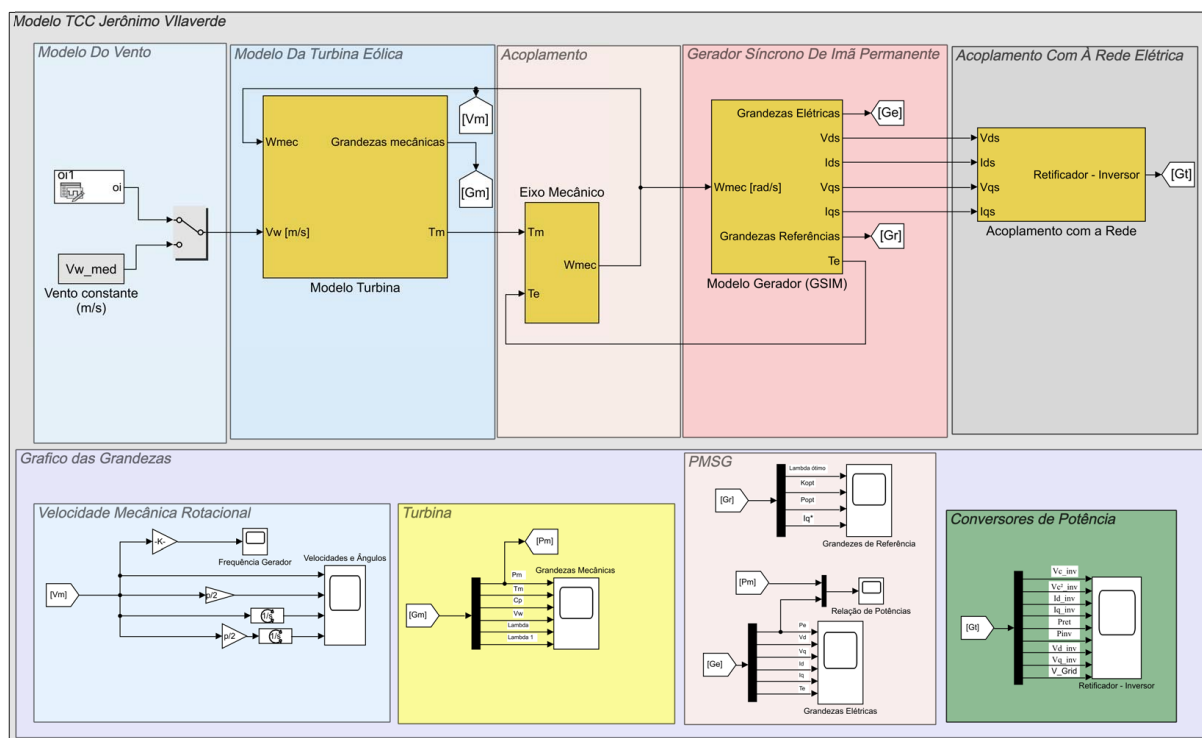 Modelo TCC Jerônimo VIlaverde
Modelo Do Vento
Modelo Da Turbina Eólica
Acoplamento
Gerador Síncrono De Imã Permanente
Acoplamento Com À Rede Elétrica
oi1
oi
Vw_med
Vento constante
(m/s)
Wmec
Grandezas mecânicas
Vw [m/s]
Tm
Modelo Turbina
[Vm]
[Gm]
Eixo Mecânico
Tm
Wmec
Te
Grandezas Elétricas
Vds
Ids
Wmec [rad/s]
Vqs
Iqs
Grandezas Referências
Te
Modelo Gerador (GSIM)
[Ge]
[Gr]
Vds
Ids
Retificador - Inversor
Vqs
Iqs
Acoplamento com a Rede
[Gt]
Grafico das Grandezas
Velocidade Mecânica Rotacional
-K-
Frequência Gerador
Velocidades e Ângulos
[Vm]
p/2
1/s
p/2
1/s
Turbina
[Pm]
Grandezas Mecânicıs
[Gm]
Pm
Tm
Cp
Vw
Lambda
Lambda 1
PMSG
Lambda ótimo
Kopt
[Gr]
Popt
Iq*
Grandezes de Referência
[Pm]
Relação de Potências
[Ge]
Pe
Vd
Vq
Id
Iq
Te
Grandezas Elétricas
Conversores de Potência
Vc_inv
Vc²_inv
Id_inv
Iq_inv
[Gt]
Pret
Pinv
Vd_inv
Vq_inv
V_Grid
Retificador - Inversor